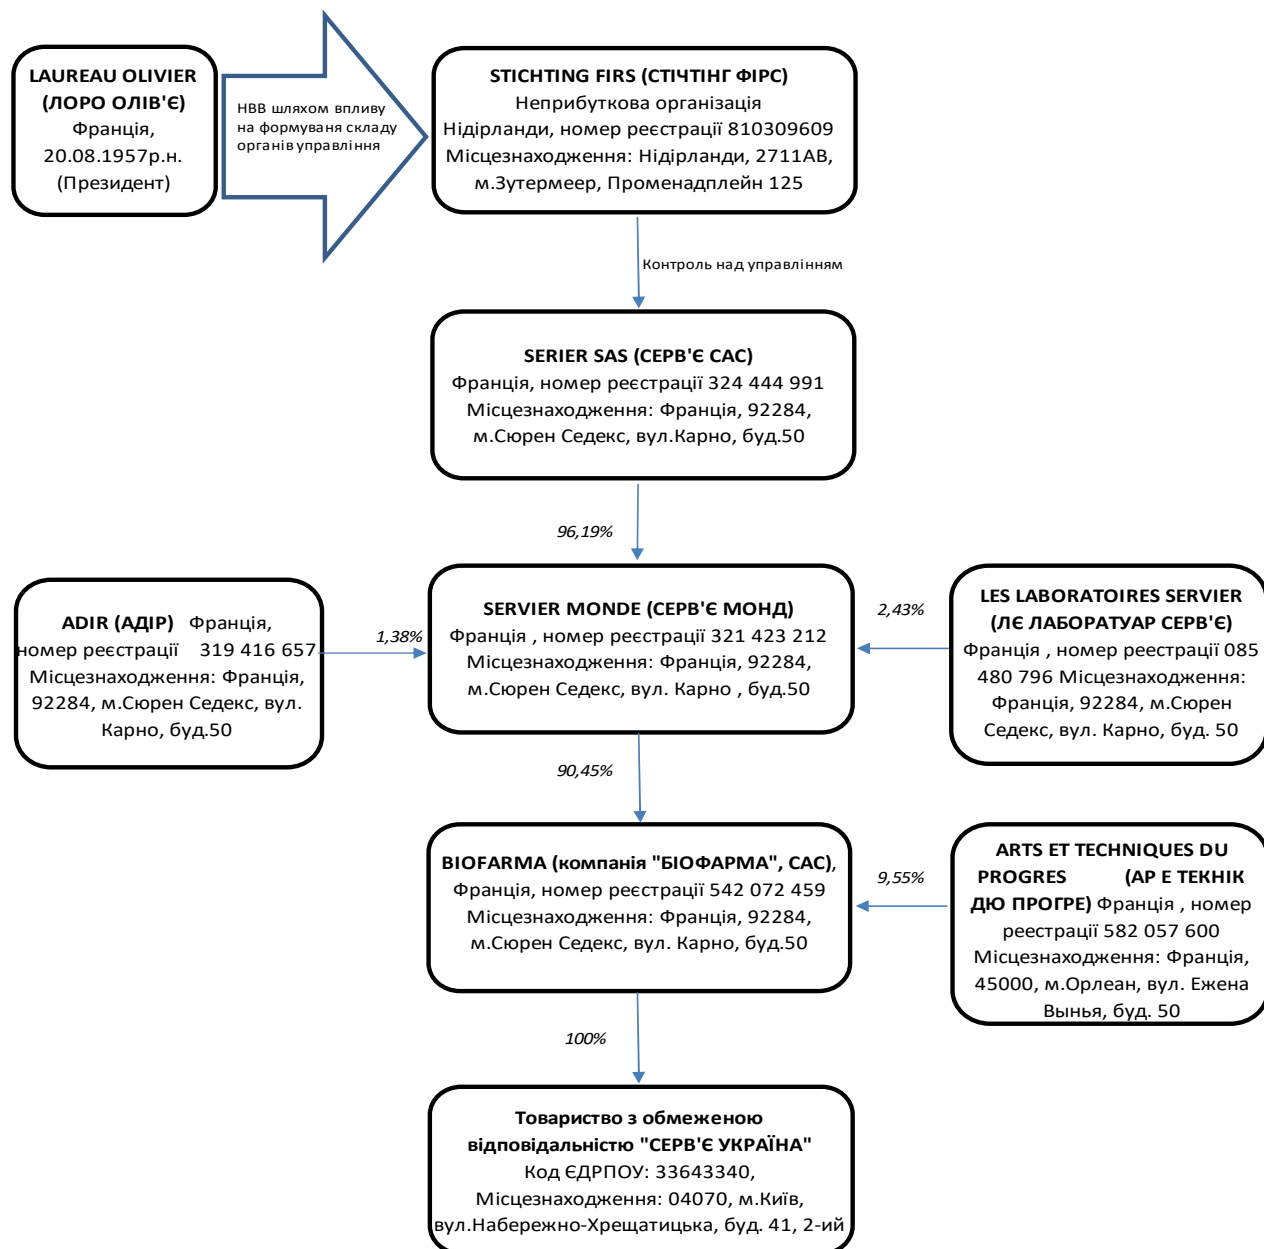 LAUREAU OLIVIER
(ЛОРО ОЛІВ'Є)
Франція,
20.08.1957р.н.
(Президент)
НВВ шляхом впливу
на формуваня складу
органів управління
STICHTING FIRS (СТІЧТІНГ ФІРС)
Неприбуткова організація
Нідірланди, номер реєстрації 810309609
Місцезнаходження: Нідірланди, 2711АВ,
м.Зутермеер, Променадплейн 125
Контроль над управлінням
SERIER SAS (СЕРВ'Є САС)
Франція, номер реєстрації 324 444 991
Місцезнаходження: Франція, 92284,
м.Сюрен Седекс, вул.Карно, буд.50
96,19%
ADIR (АДІР) Франція,
номер реєстрації 319 416 657
Місцезнаходження: Франція,
92284, м.Сюрен Седекс, вул.
Карно, буд.50
1,38%
SERVIER MONDE (СЕРВ'Є МОНД)
Франція , номер реєстрації 321 423 212
Місцезнаходження: Франція, 92284,
м.Сюрен Седекс, вул. Карно , буд.50
2,43%
LES LABORATOIRES SERVIER
(ЛЄ ЛАБОРАТУАР СЕРВ'Є)
Франція , номер реестрації 085
480 796 Місцезнаходження:
Франція, 92284, м.Сюрен
Седекс, вул. Карно, буд. 50
90,45%
BIOFARMA (компанія "БІОФАРМА", САС),
Франція, номер реєстрації 542 072 459
Місцезнаходження: Франція, 92284,
м.Сюрен Седекс, вул. Карно, буд.50
9,55%
ARTS ET TECHNIQUES DU
PROGRES (АР Е ТЕКНІК
ДЮ ПРОГРЕ) Франція , номер
реестрації 582 057 600
Місцезнаходження: Франція,
45000, м.Орлеан, вул. Ежена
Вынья, буд. 50
100%
Товариство з обмеженою
відповідальністю "СЕРВ'Є УКРАЇНА"
Код ЄДРПОУ: 33643340,
Місцезнаходження: 04070, м.Київ,
вул.Набережно-Хрещатицька, буд. 41, 2-ий